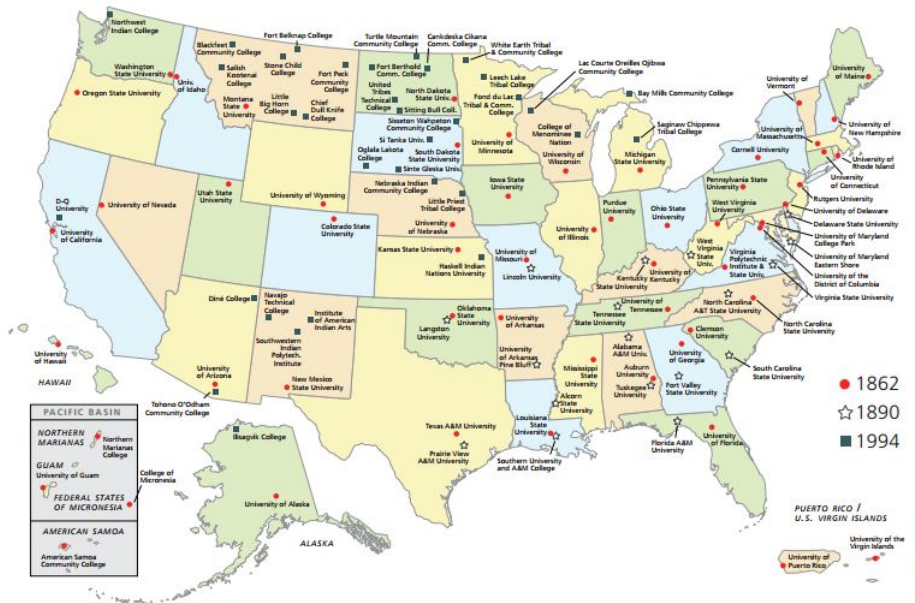 Northwest
Indian College
Washington
State University
Univ.
of Idaho
Oregon State University
Blackfeet
Community College
Fort Belknap College
Salish
Kootenai
College
Stone Child
College
Fort Peck
Community
College
Montana
State
University
Little
Big Horn
College
Chief
Dull Knife
College
Turtle Mountain
Community College
Cankdeska Cikana
Comm. College
Fort Berthold
Comm. College
United
Tribes
Technical
College
North Dakota
State Univ.
Sitting Bull Coll.
Sisseton Wahpeton
Community College
Si Tanka Univ.
Oglala Lakota
College
South Dakota
State University
Sinte Gleska Univ.
White Earth Tribal
& Community College
Leech Lake Tribal
College
Fond du Lac
Tribal & Comm.
College
University of
Minnesota
Lac Courte Oreilles Ojibwa
Community College
College of
Menominee
Nation
University of
Wisconsin
Bay Mills Community College
Saginaw Chippewa
Tribal College
Michigan
State University
University
of Vermont
University
of Maine
University of
New Hampshire
University of
Massachusetts
Cornell University
University of
Rhode Island
University
of Connecticut
Rutgers University
University of Delaware
Delaware State University
University of Maryland
College Park
University of Maryland
Eastern Shore
University of the
District of Columbia
Virginia State University
Pennsylvania State
University
West Virginia
University
West
Virginia
State
Univ.
Virginia
Polytechnic
Institute &
State Univ.
D-Q
University
University
of California
University of Nevada
Utah State
University
University of Wyoming
Colorado State
University
Nebraska Indian
Community College
Little Priest
Tribal College
University of
Nebraska
Kansas State University
Haskell Indian
Nations University
Iowa State
University
University of
Missouri
Lincoln University
University
of Illinois
Purdue
University
Ohio State
University
Kentucky
State University
University of
Kentucky
University of
Tennessee
Tennessee
State University
North Carolina
A&T State University
North Carolina
State University
Clemson
University
South Carolina
State University
University
of Georgia
Fort Valley
State University
Alabama
A&M Univ.
Auburn
University
Tuskegee
University
Mississippi
State
University
Alcorn
State
University
University
of Arkansas
University
of Arkansas
Pine Bluff
Oklahoma
State
University
Langston
University
Diné College
Navajo
Technical
College
Institute
of American
Indian Arts
Southwestern
Indian
Polytech.
Institute
New Mexico
State University
University
of Arizona
Tohono O'Odham
Community College
Texas A&M University
Prairie View
A&M University
Louisiana
State
University
Southern University
and A&M College
Florida A&M
University
University
of Florida
University
of Hawaii
HAWAII
PACIFIC BASIN
NORTHERN
MARIANAS
Northern
Marianas
College
GUAM
University of Guam
FEDERAL STATES
OF MICRONESIA
College of
Micronesia
AMERICAN SAMOA
American Samoa
Community College
Ilisagvik College
University of Alaska
ALASKA
1862
1890
1994
PUERTO RICO /
U.S. VIRGIN ISLANDS
University of
Puerto Rico
University of the
Virgin Islands